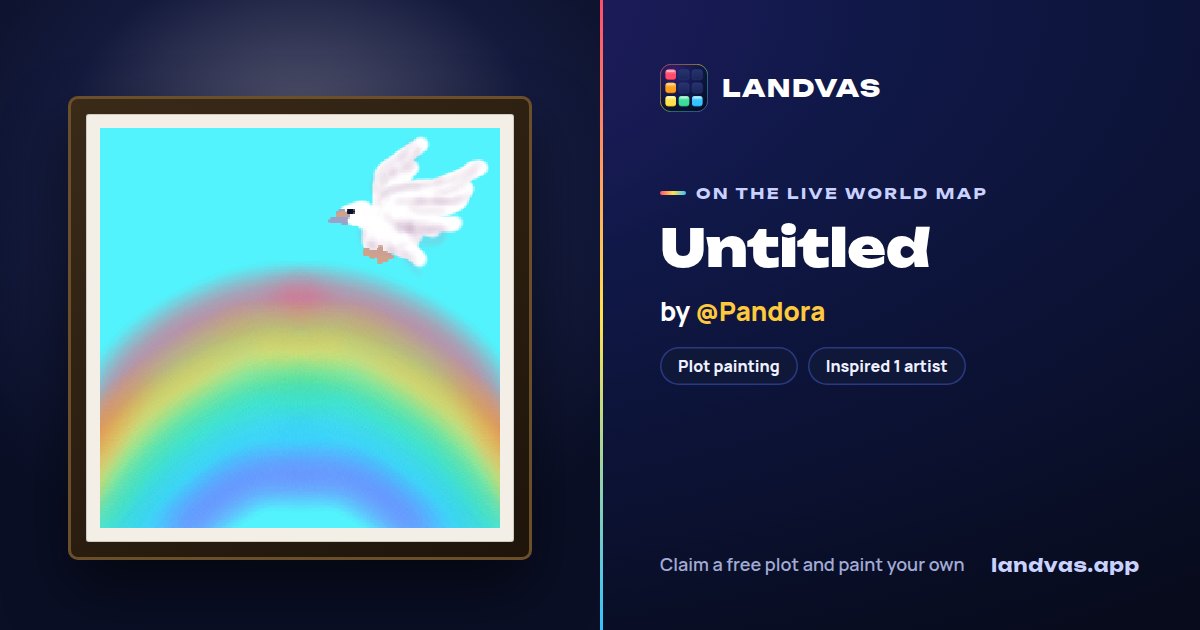 LANDVAS
ON THE LIVE WORLD MAP
Untitled
by @Pandora
Plot painting
Inspired 1 artist
Claim a free plot and paint your own
landvas.app